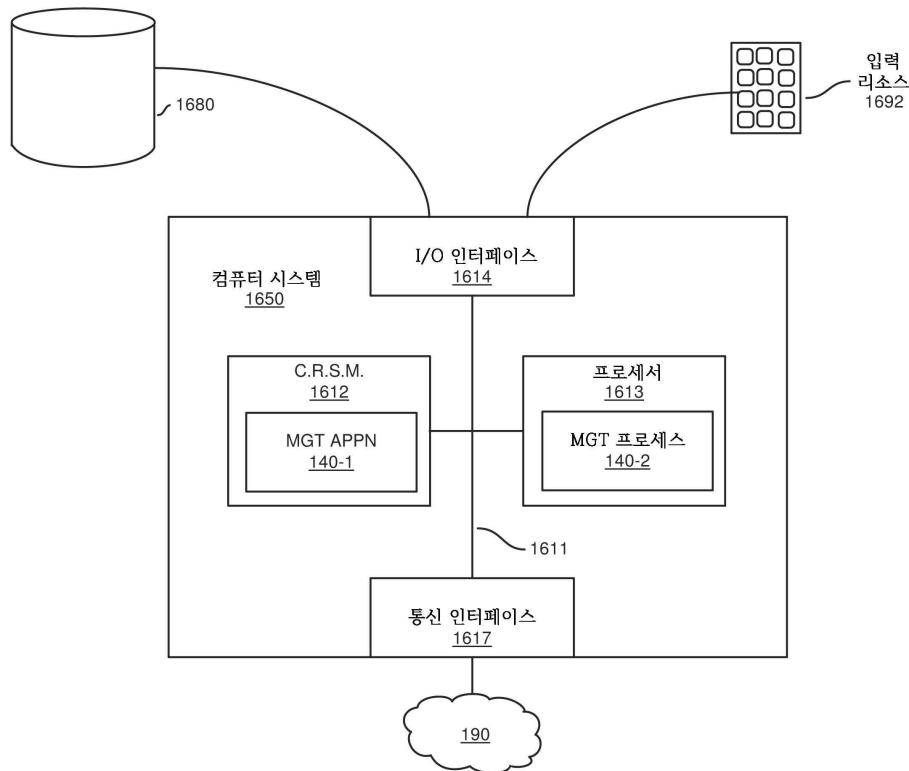 1680
입력
리소스
1692
I/O 인터페이스
1614
컴퓨터 시스템
1650
C.R.S.M.
1612
MGT APPN
140-1
프로세서
1613
MGT 프로세스
140-2
1611
통신 인터페이스
1617
190